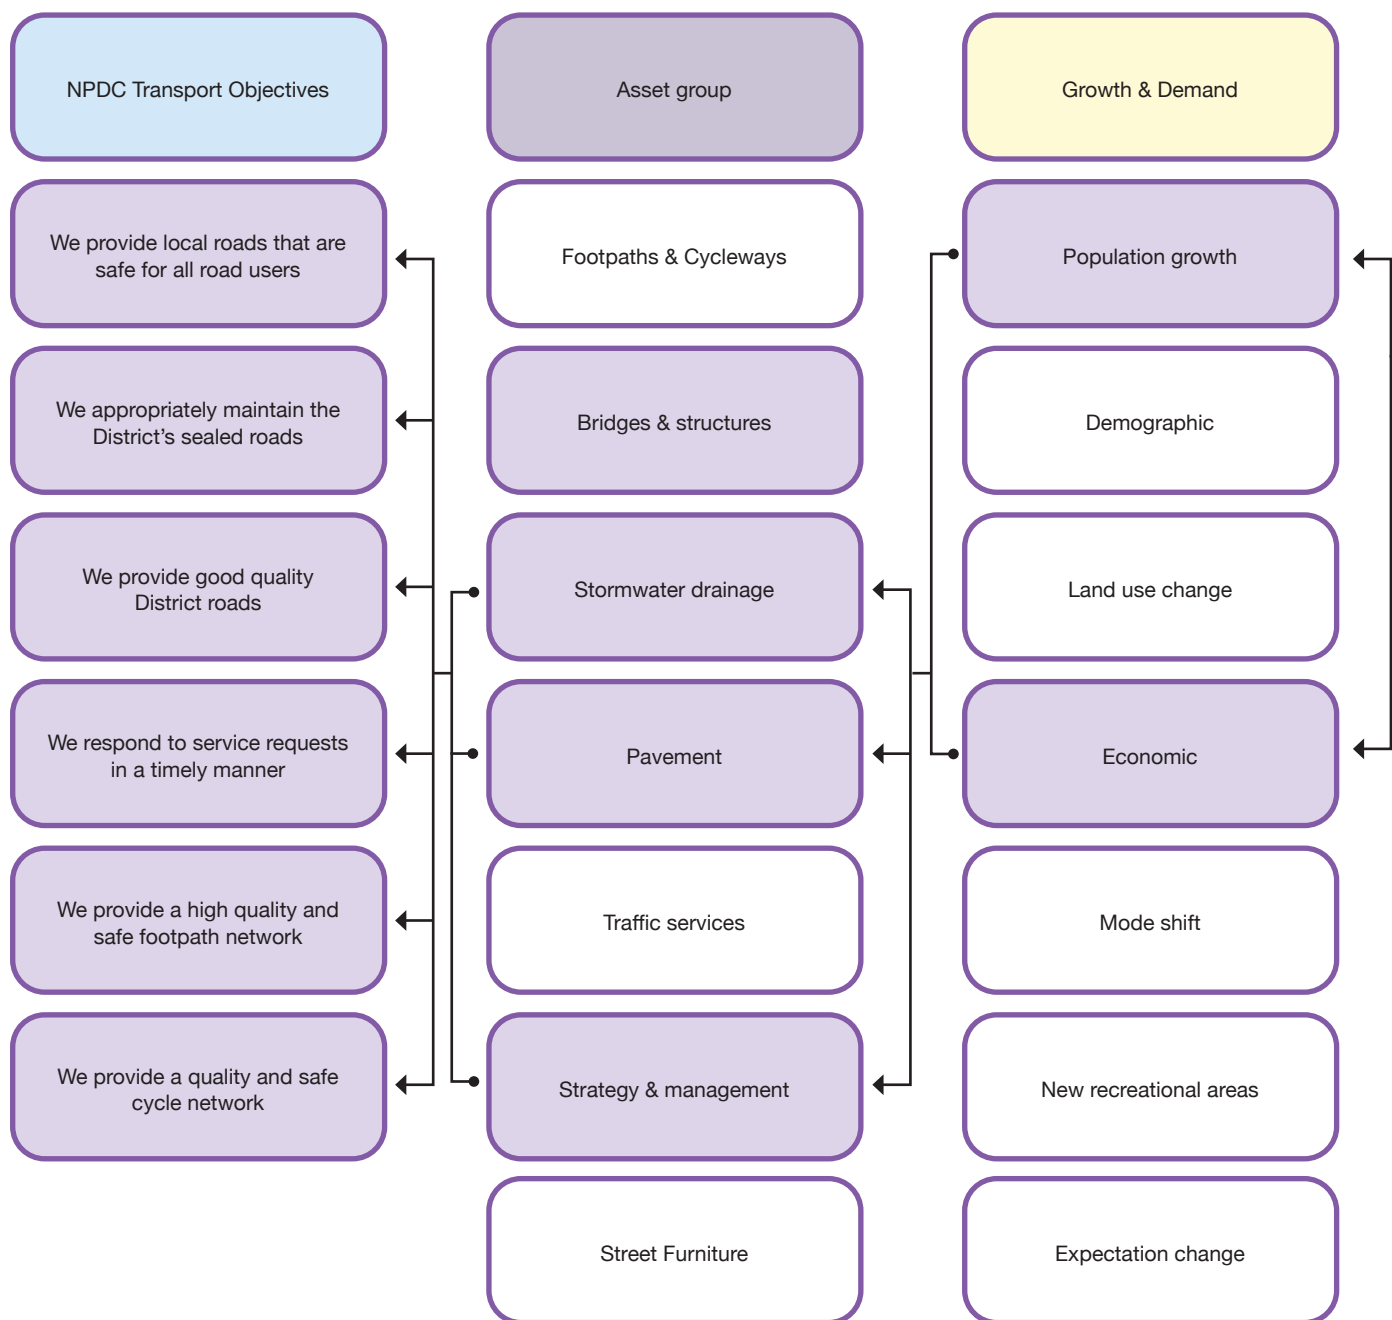 NPDC Transport Objectives
Asset group
Growth & Demand
We provide local roads that are
safe for all road users
Footpaths & Cycleways
Population growth
We appropriately maintain the
District’s sealed roads
Bridges & structures
Demographic
We provide good quality
District roads
Stormwater drainage
Land use change
We respond to service requests
in a timely manner
Pavement
Economic
We provide a high quality and
safe footpath network
Traffic services
Mode shift
We provide a quality and safe
cycle network
Strategy & management
New recreational areas
Street Furniture
Expectation change